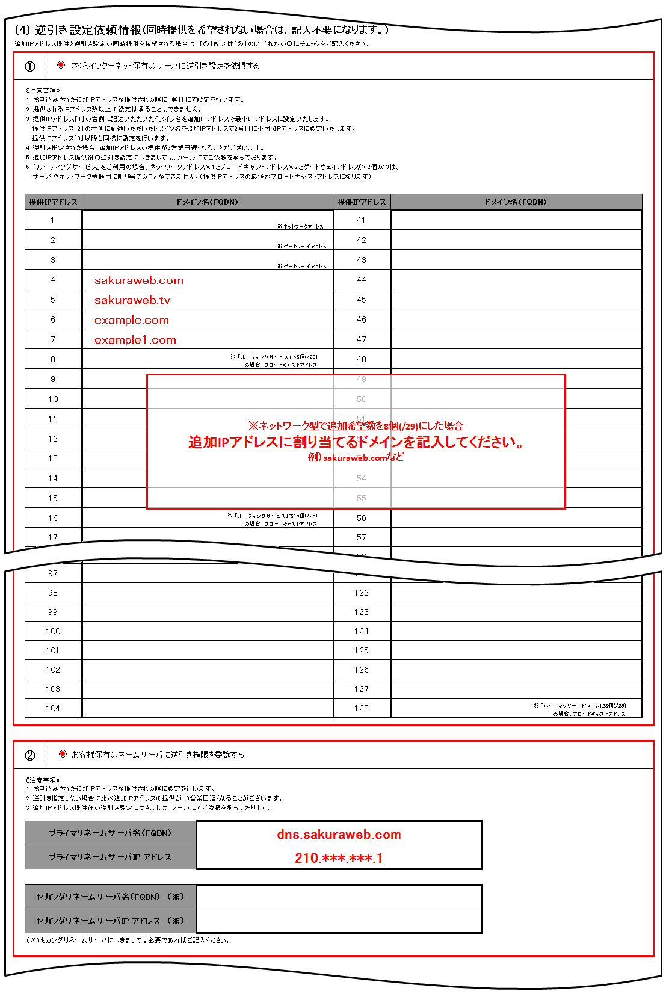 (4) 逆引き設定依頼情報(同時提供を希望されない場合は、記入不要になります。)
追加IPアドレス提供と逆引き設定の同時提供を希望される場合は、「①」もしくは「②」のいずれかの○にチェックをご記入ください。
① さくらインターネット保有のサーバに逆引き設定を依頼する
《注意事項》
1.お申込みされた追加IPアドレスが提供される際に、弊社にて設定を行います。
2.提供されるIPアドレス数以上の設定は承ることはできません。
3.提供IPアドレス「1」の右側に記述いただいたドメイン名を追加IPアドレスで最小IPアドレスに設定いたします。
提供IPアドレス「2」の右側に記述いただいたドメイン名を追加IPアドレスで2番目に小さいIPアドレスに設定いたします。
提供IPアドレス「3」以降も同様に設定を行います。
4.逆引き指定された場合、追加IPアドレスの提供が3営業日遅くなることがございます。
5.追加IPアドレス提供後の逆引き設定につきましては、メールにてご依頼を承っております。
6.「ルーティングサービス」をご利用の場合、ネットワークアドレス※1とブロードキャストアドレス※2とゲートウェイアドレス(×2個)※3は、
サーバやネットワーク機器用に割り当てることができません。(提供IPアドレスの最後がブロードキャストアドレスになります)
提供IPアドレス ドメイン名(FQDN) 提供IPアドレス ドメイン名(FQDN)
1 ※ネットワークアドレス 41
2 ※ゲートウェイアドレス 42
3 ※ゲートウェイアドレス 43
4 sakuraweb.com 44
5 sakuraweb.tv 45
6 example.com 46
7 example1.com 47
8 ※「ルーティングサービス」で8個(/29) 48
の場合、ブロードキャストアドレス
9 49
10 50
11 51
※ネットワーク型で追加希望数を8個(/29)にした場合
12 追加IPアドレスに割り当てるドメインを記入してください。
13 例)sakuraweb.comなど
14 54
15 55
16 ※「ルーティングサービス」で16個(/28) 56
の場合、ブロードキャストアドレス
17 57
97
98 122
99 123
100 124
101 125
102 126
103 127
104 128 ※「ルーティングサービス」で128個(/25)
の場合、ブロードキャストアドレス
② お客様保有のネームサーバに逆引き権限を委譲する
《注意事項》
1.お申込みされた追加IPアドレスが提供される際に設定を行います。
2.逆引き指定しない場合に比べ追加IPアドレスの提供が、3営業日遅くなることがございます。
3.追加IPアドレス提供後の逆引き設定につきましは、メールにてご依頼を承っております。
プライマリネームサーバ名(FQDN) dns.sakuraweb.com
プライマリネームサーバIP アドレス 210.***.***.1
セカンダリネームサーバ名(FQDN) (※)
セカンダリネームサーバIP アドレス (※)
(※)セカンダリネームサーバにつきましては必要であればご記入ください。